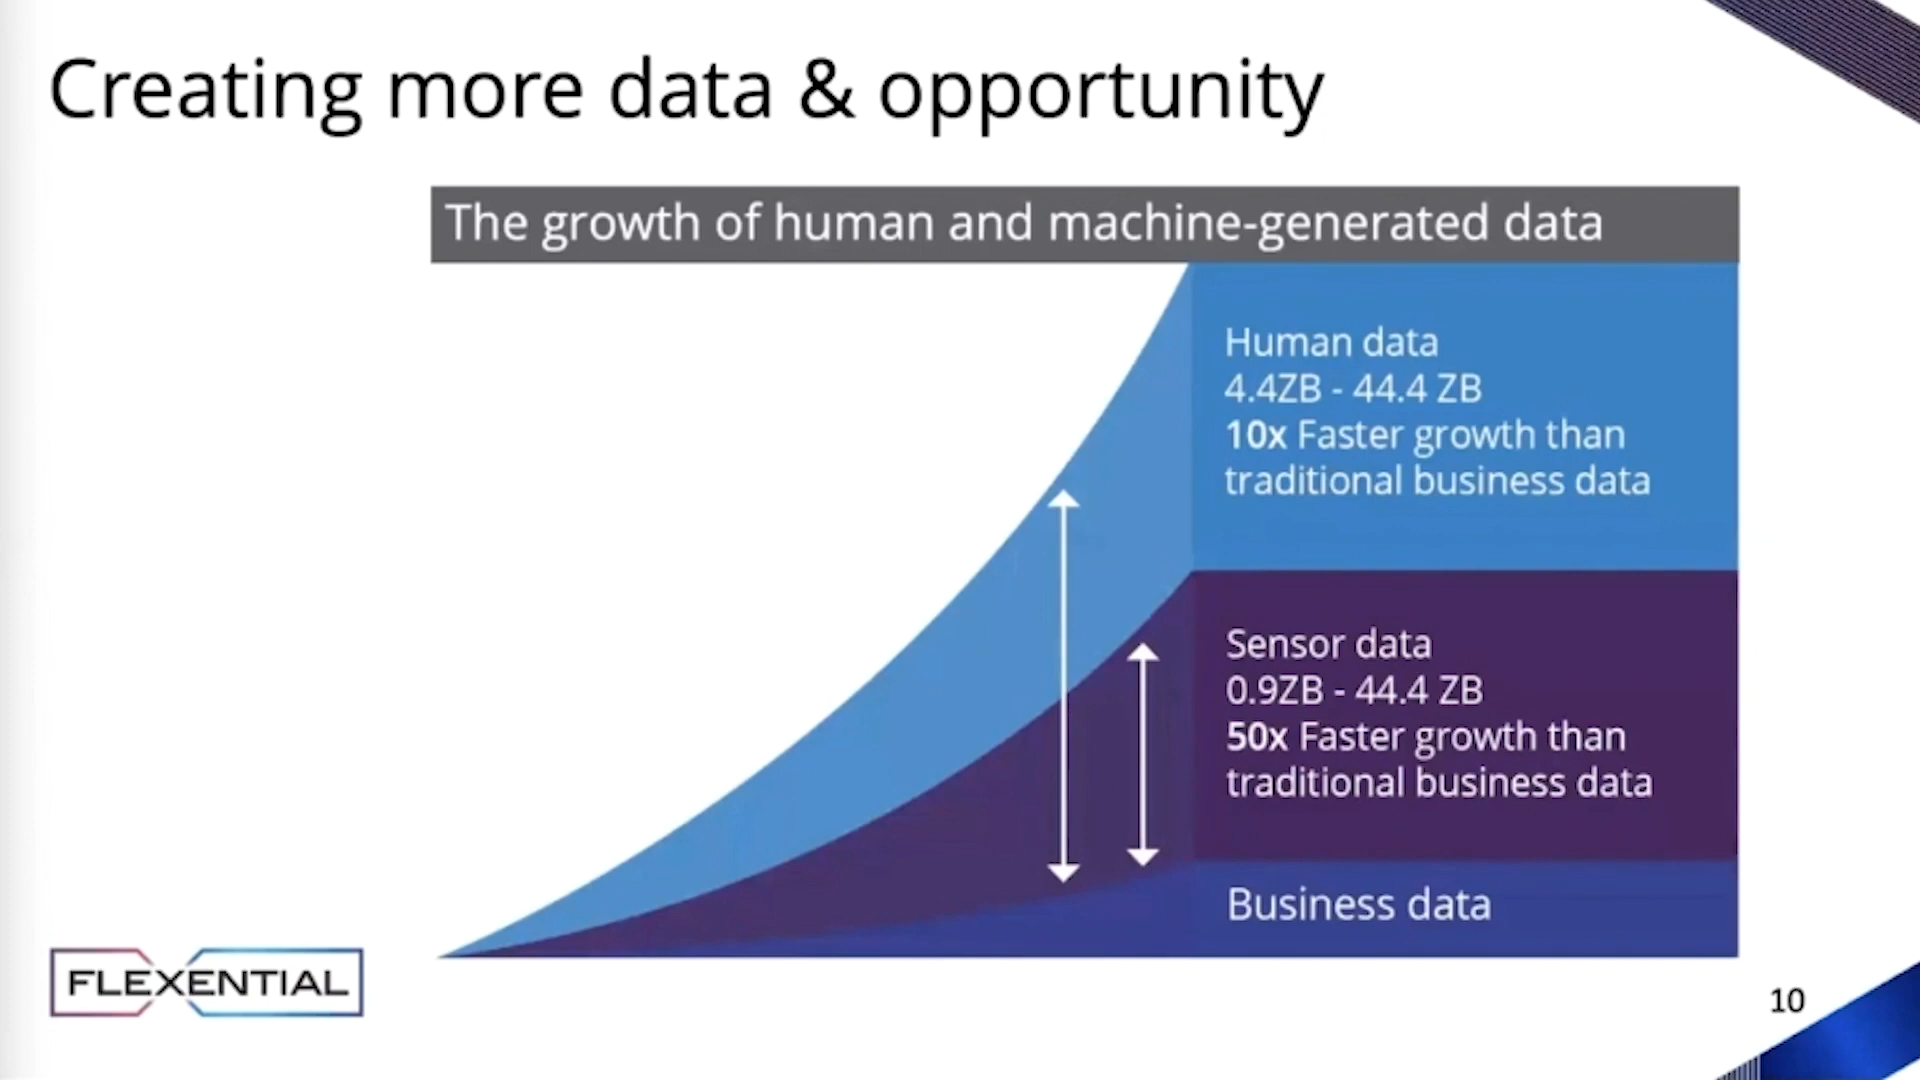 Creating more data & opportunity
The growth of human and machine-generated data
Human data
4.4ZB - 44.4 ZB
10x Faster growth than
traditional business data
Sensor data
0.9ZB - 44.4 ZB
50x Faster growth than
traditional business data
Business data
FLEXENTIAL
10